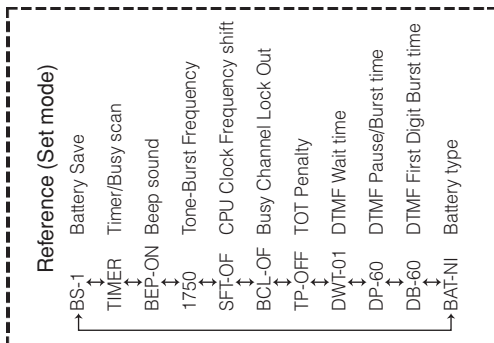 Reference (Set mode)
BS-1 Battery Save
TIMER Timer/Busy scan
BEP-ON Beep sound
1750 Tone-Burst Frequency
SFT-OF CPU Clock Frequency shift
BCL-OF Busy Channel Lock Out
TP-OFF TOT Penalty
DWT-01 DTMF Wait time
DP-60 DTMF Pause/Burst time
DB-60 DTMF First Digit Burst time
BAT-NI Battery type